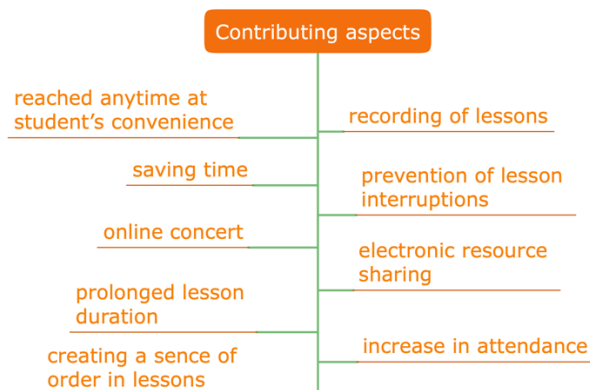 Contributing aspects
reached anytime at
student's convenience
recording of lessons
saving time
prevention of lesson
interruptions
online concert
electronic resource
sharing
prolonged lesson
duration
increase in attendance
creating a sence of
order in lessons